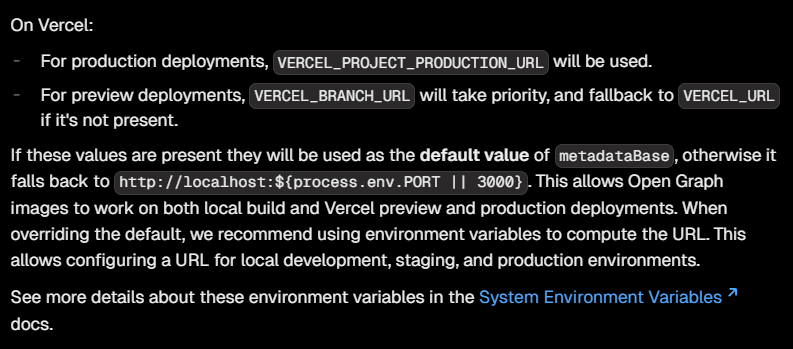 On Vercel:
- For production deployments, VERCEL_PROJECT_PRODUCTION_URL will be used.
- For preview deployments, VERCEL_BRANCH_URL will take priority, and fallback to VERCEL_URL
if it's not present.
If these values are present they will be used as the default value of metadataBase, otherwise it
falls back to http://localhost:${process.env.PORT || 3000}. This allows Open Graph
images to work on both local build and Vercel preview and production deployments. When
overriding the default, we recommend using environment variables to compute the URL. This
allows configuring a URL for local development, staging, and production environments.
See more details about these environment variables in the System Environment Variables ↗
docs.